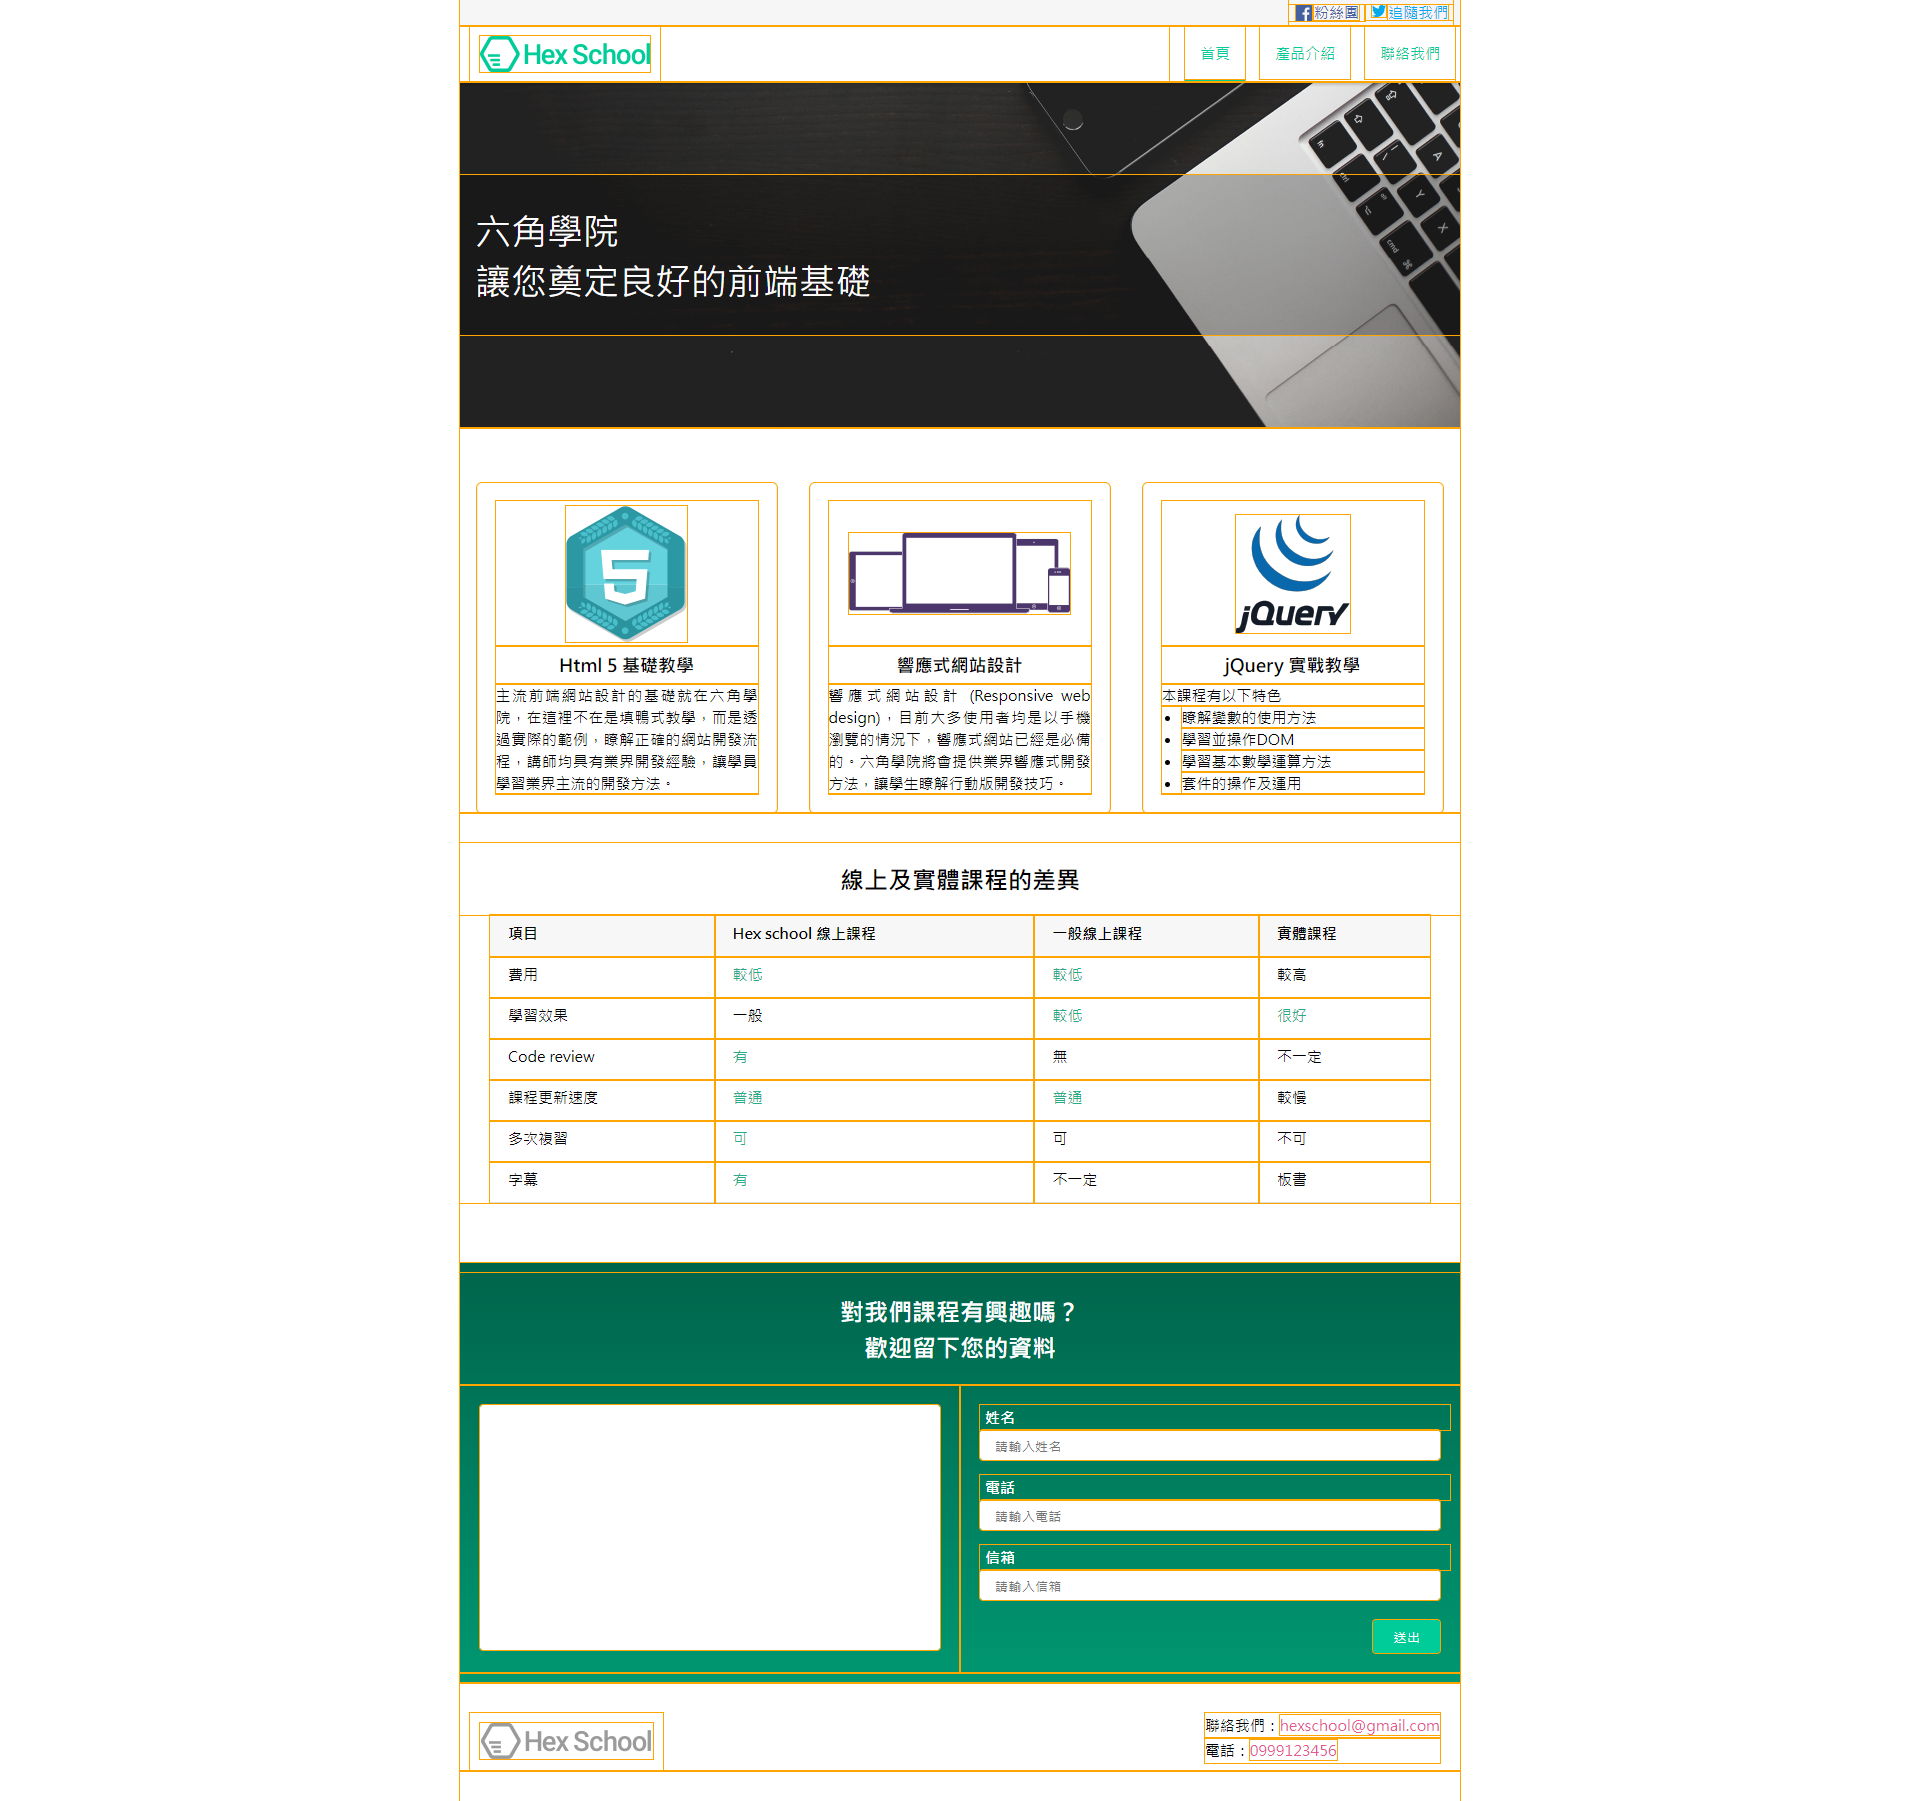 粉絲團 追隨我們
Hex School 首頁 產品介紹 聯絡我們
六角學院
讓您奠定良好的前端基礎
Html 5 基礎教學
主流前端網站設計的基礎就在六角學
院，在這裡不在是填鴨式教學，而是透
過實際的範例，瞭解正確的網站開發流
程，講師均具有業界開發經驗，讓學員
學習業界主流的開發方法。
響應式網站設計
響應式網站設計 (Responsive web
design)，目前大多使用者均是以手機
瀏覽的情況下，響應式網站已經是必備
的。六角學院將會提供業界響應式開發
方法，讓學生瞭解行動版開發技巧。
jQuery
jQuery 實戰教學
本課程有以下特色
• 瞭解變數的使用方法
• 學習並操作DOM
• 學習基本數學運算方法
• 套件的操作及運用
線上及實體課程的差異
項目 Hex school 線上課程 一般線上課程 實體課程
費用 較低 較低 較高
學習效果 一般 較低 很好
Code review 有 無 不一定
課程更新速度 普通 普通 較慢
多次複習 可 可 不可
字幕 有 不一定 板書
對我們課程有興趣嗎？
歡迎留下您的資料
姓名
請輸入姓名
電話
請輸入電話
信箱
請輸入信箱
送出
Hex School
聯絡我們：hexschool@gmail.com
電話：0999123456